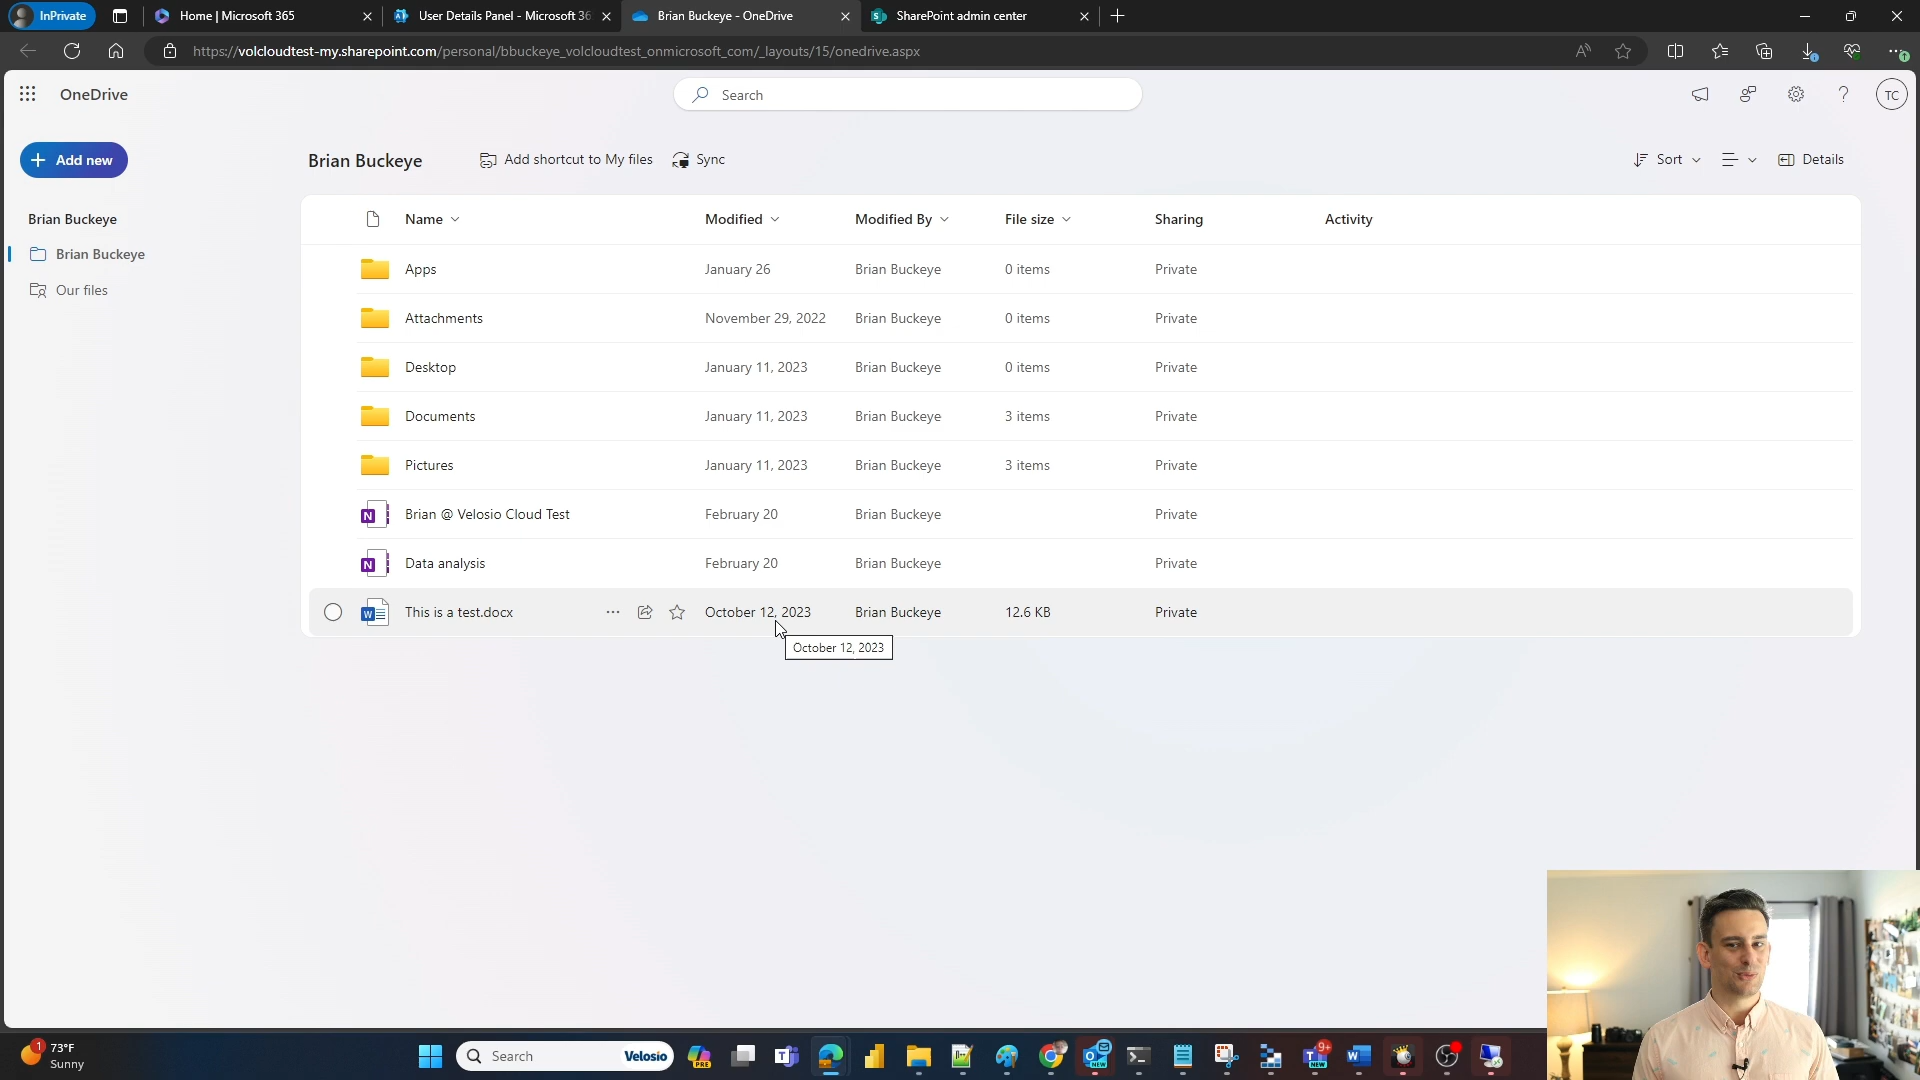 InPrivate
Home | Microsoft 365
User Details Panel - Microsoft 36
Brian Buckeye - OneDrive
SharePoint admin center
https://volcloudtest-my.sharepoint.com/personal/bbuckeye_volcloudtest_onmicrosoft_com/_layouts/15/onedrive.aspx
OneDrive
Search
TC
Add new
Brian Buckeye
Add shortcut to My files
Sync
Sort
Details
Brian Buckeye
Brian Buckeye
Our files
Name Modified Modified By File size Sharing Activity
Apps January 26 Brian Buckeye 0 items Private
Attachments November 29, 2022 Brian Buckeye 0 items Private
Desktop January 11, 2023 Brian Buckeye 0 items Private
Documents January 11, 2023 Brian Buckeye 3 items Private
Pictures January 11, 2023 Brian Buckeye 3 items Private
Brian @ Velosio Cloud Test February 20 Brian Buckeye Private
Data analysis February 20 Brian Buckeye Private
This is a test.docx October 12, 2023 Brian Buckeye 12.6 KB Private
October 12, 2023
1
73°F
Sunny
Search
Velosio
PRE
NEW
9+
NEW